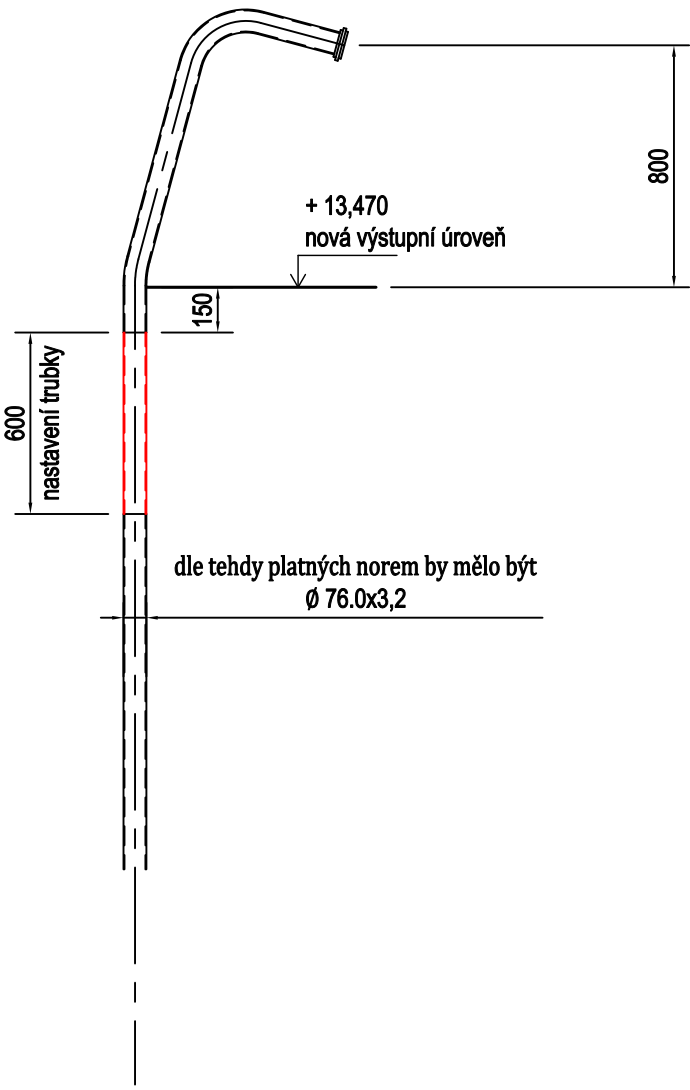 800
+ 13,470
nová výstupní úroveň
150
600
nastavení trubky
dle tehdy platných norem by mělo být
Ø 76.0x3,2